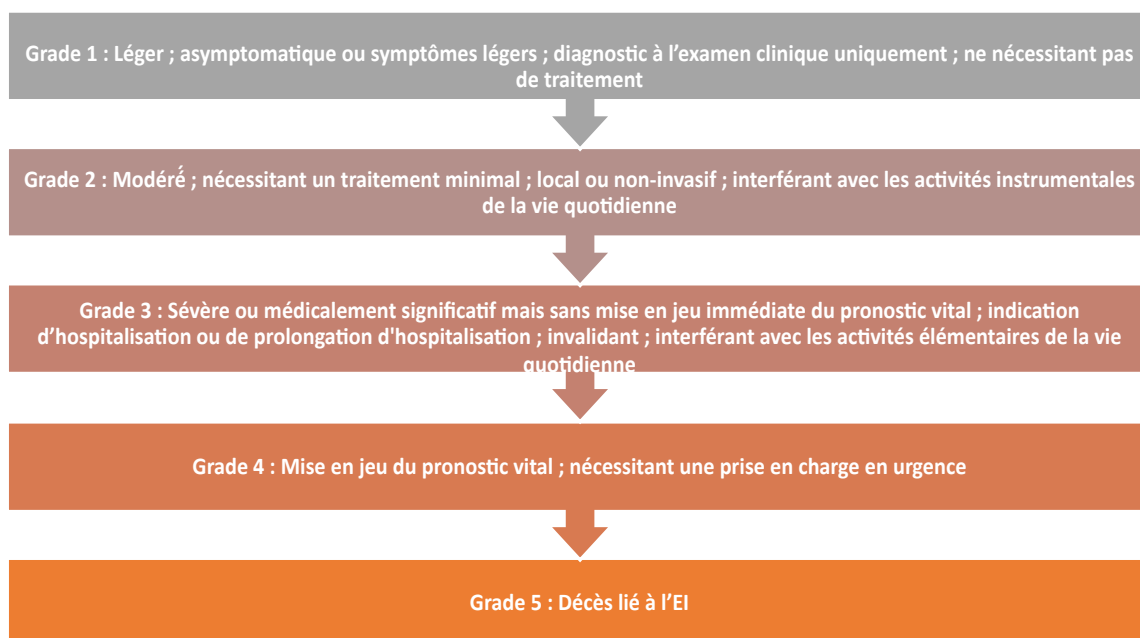 Grade 1 : Léger ; asymptomatique ou symptômes légers ; diagnostic à l’examen clinique uniquement ; ne nécessitant pas
de traitement
Grade 2 : Modéré́ ; nécessitant un traitement minimal ; local ou non-invasif ; interférant avec les activités instrumentales
de la vie quotidienne
Grade 3 : Sévère ou médicalement significatif mais sans mise en jeu immédiate du pronostic vital ; indication
d’hospitalisation ou de prolongation d'hospitalisation ; invalidant ; interférant avec les activités élémentaires de la vie
quotidienne
Grade 4 : Mise en jeu du pronostic vital ; nécessitant une prise en charge en urgence
Grade 5 : Décès lié à l’EI